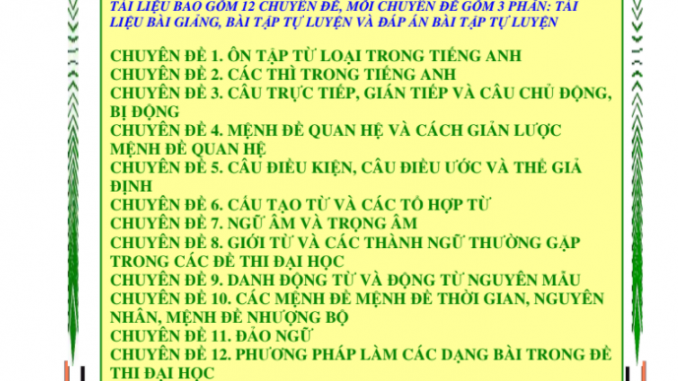 TÀI LIỆU BAO GỒM 12 CHUYÊN ĐỀ, MỖI CHUYÊN ĐỀ GỒM 3 PHẦN: TÀI
LIỆU BÀI GIẢNG, BÀI TẬP TỰ LUYỆN VÀ ĐÁP ÁN BÀI TẬP TỰ LUYỆN
CHUYÊN ĐỀ 1. ÔN TẬP TỪ LOẠI TRONG TIẾNG ANH
CHUYÊN ĐỀ 2. CÁC THÌ TRONG TIẾNG ANH
CHUYÊN ĐỀ 3. CÂU TRỰC TIẾP, GIÁN TIẾP VÀ CÂU CHỦ ĐỘNG,
BỊ ĐỘNG
CHUYÊN ĐỀ 4. MỆNH ĐỀ QUAN HỆ VÀ CÁCH GIẢN LƯỢC
MỆNH ĐỀ QUAN HỆ
CHUYÊN ĐỀ 5. CÂU ĐIỀU KIỆN, CÂU ĐIỀU ƯỚC VÀ THỂ GIẢ
ĐỊNH
CHUYÊN ĐỀ 6. CẤU TẠO TỪ VÀ CÁC TỔ HỢP TỪ
CHUYÊN ĐỀ 7. NGỮ ÂM VÀ TRỌNG ÂM
CHUYÊN ĐỀ 8. GIỚI TỪ VÀ CÁC THÀNH NGỮ THƯỜNG GẶP
TRONG CÁC ĐỀ THI ĐẠI HỌC
CHUYÊN ĐỀ 9. DANH ĐỘNG TỪ VÀ ĐỘNG TỪ NGUYÊN MẪU
CHUYÊN ĐỀ 10. CÁC MỆNH ĐỀ MỆNH ĐỀ THỜI GIAN, NGUYÊN
NHÂN, MỆNH ĐỀ NHƯỢNG BỘ
CHUYÊN ĐỀ 11. ĐẢO NGỮ
CHUYÊN ĐỀ 12. PHƯƠNG PHÁP LÀM CÁC DẠNG BÀI TRONG ĐỀ
THI ĐẠI HỌC